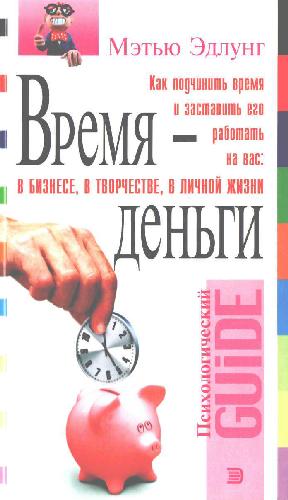 Мэтью Эдлунг
Как подчинить время
и заставить его
работать
на вас:
в бизнесе, в творчестве, в личной жизни
Время –
деньги
Психологический
GUiDE